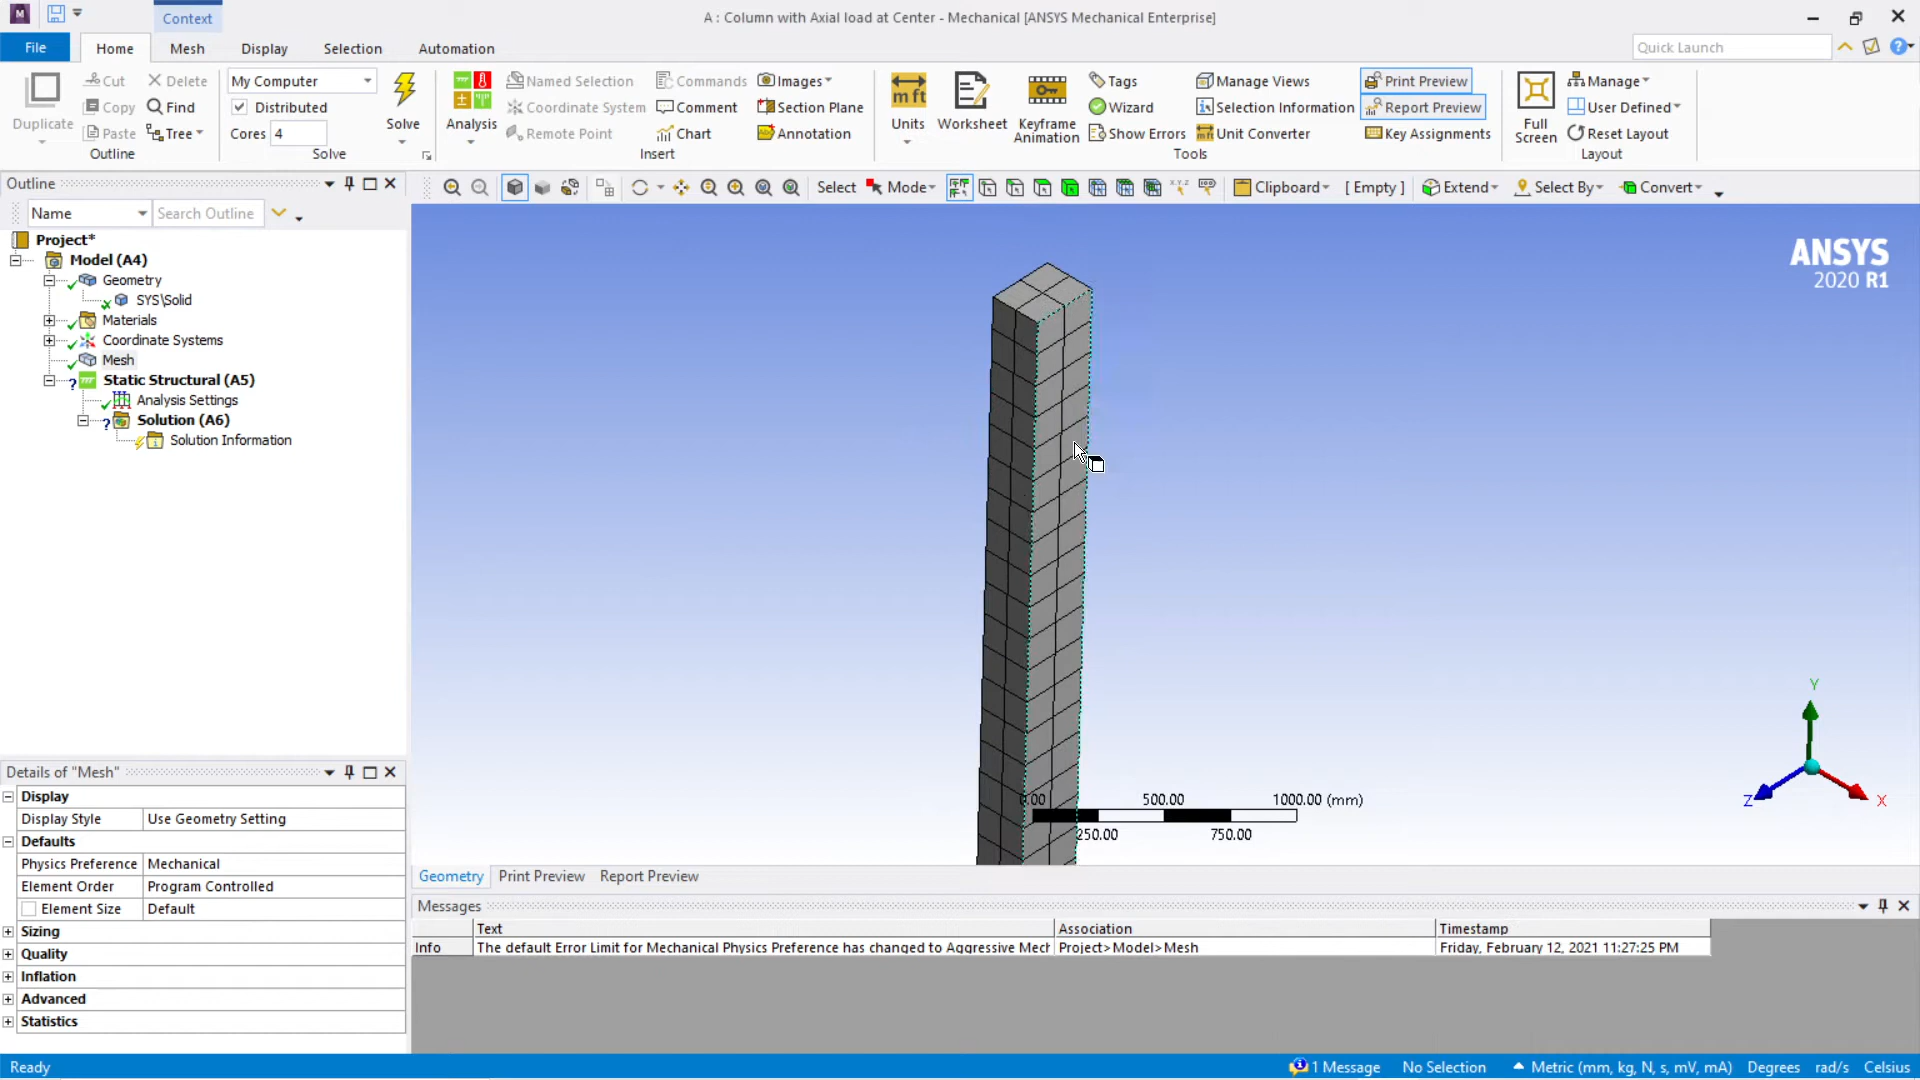 Context
A : Column with Axial load at Center - Mechanical [ANSYS Mechanical Enterprise]
File Home Mesh Display Selection Automation
Quick Launch
Duplicate Cut Copy Paste Delete Find Tree
Outline
My Computer
Distributed
Cores 4
Solve
Solve
Analysis
Named Selection
Coordinate System
Remote Point
Commands
Comment
Chart
Images
Section Plane
Annotation
Insert
Units
Worksheet
Keyframe
Animation
Tags
Wizard
Show Errors
Manage Views
Selection Information
Unit Converter
Print Preview
Report Preview
Key Assignments
Tools
Full
Screen
Manage
User Defined
Reset Layout
Layout
Outline
Select Mode Clipboard [ Empty ] Extend Select By Convert
Name Search Outline
Project*
Model (A4)
Geometry
SYS\Solid
Materials
Coordinate Systems
Mesh
Static Structural (A5)
Analysis Settings
Solution (A6)
Solution Information
ANSYS
2020 R1
Y
Z
X
0.00 500.00 1000.00 (mm)
250.00 750.00
Details of "Mesh"
Display
Display Style Use Geometry Setting
Defaults
Physics Preference Mechanical
Element Order Program Controlled
Element Size Default
Sizing
Quality
Inflation
Advanced
Statistics
Geometry Print Preview Report Preview
Messages
Text Association Timestamp
Info The default Error Limit for Mechanical Physics Preference has changed to Aggressive Mech Project>Model>Mesh Friday, February 12, 2021 11:27:25 PM
Ready
1 Message No Selection Metric (mm, kg, N, s, mV, mA) Degrees rad/s Celsius